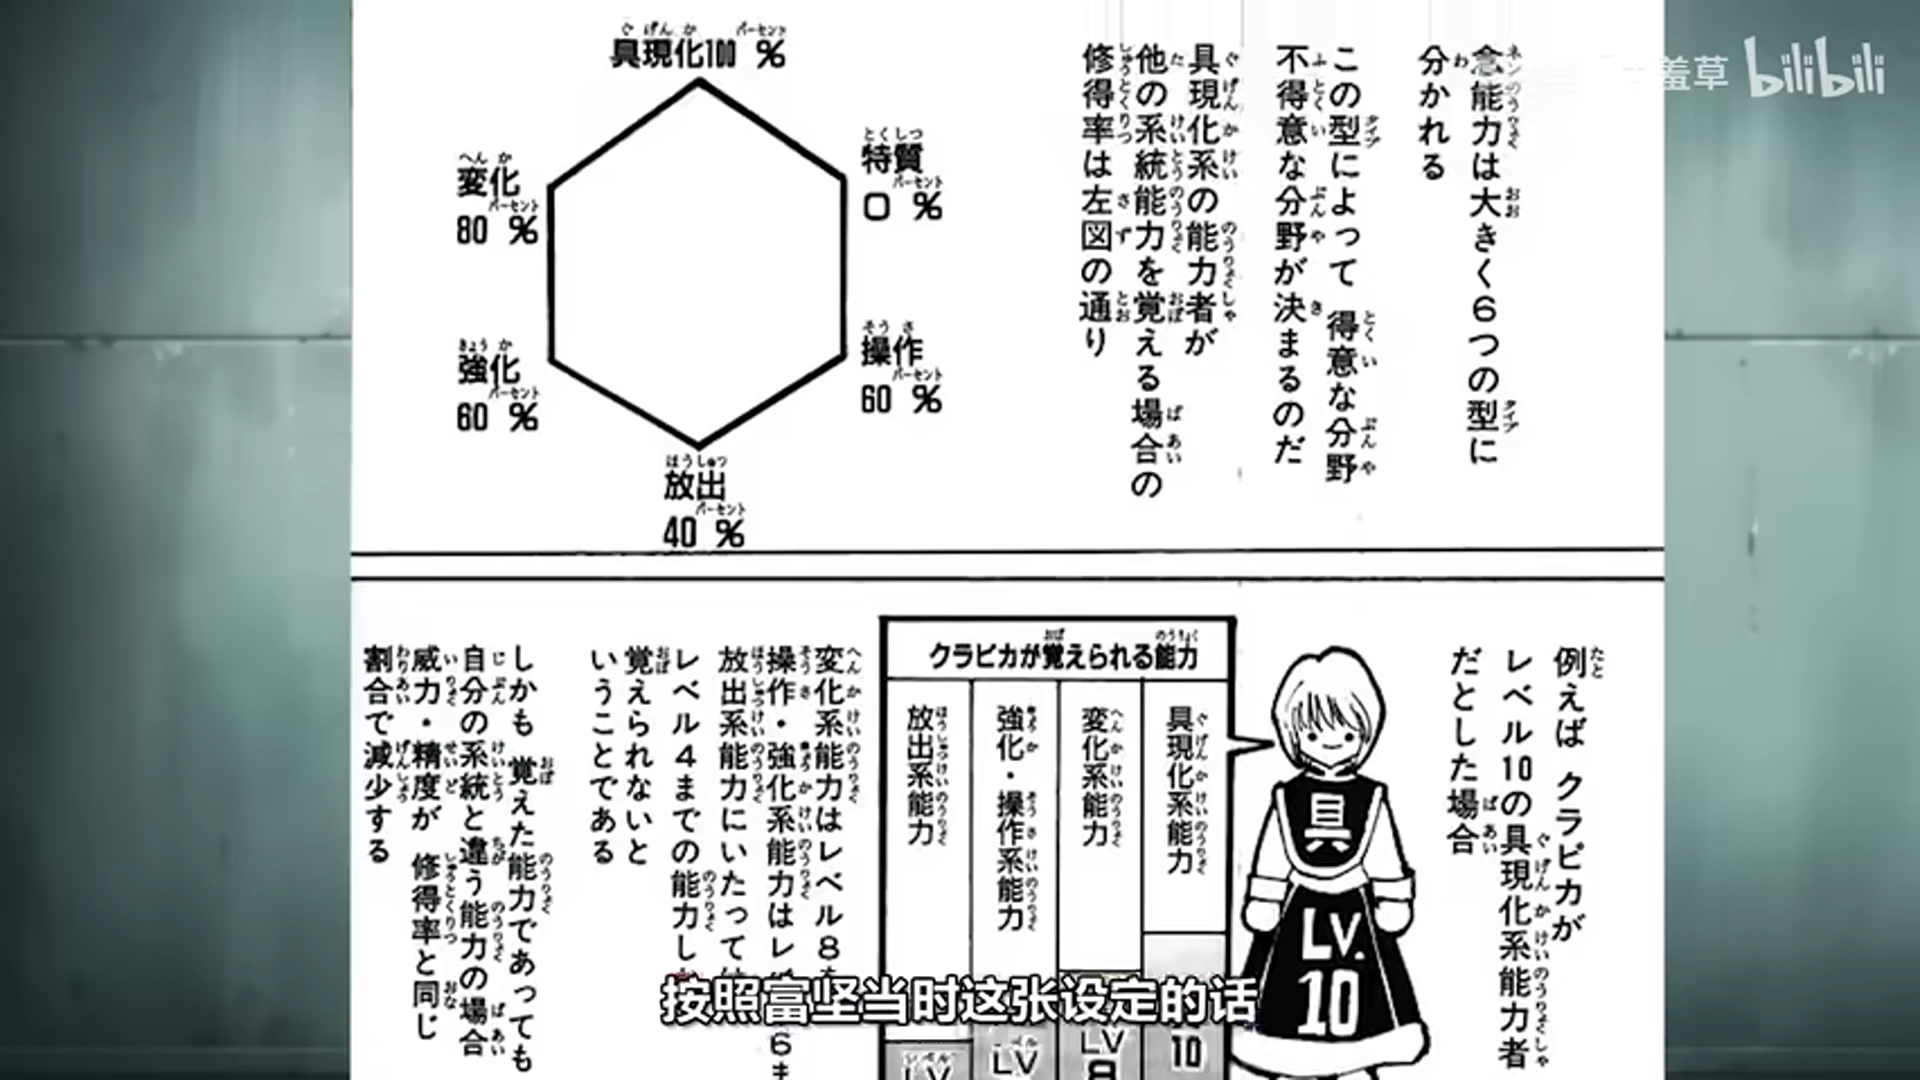 念能力は大きく6つの型に
分かれる
この型によって 得意な分野
不得意な分野が決まるのだ
具現化系の能力者が
他の系統能力を覚える場合の
修得率は左図の通り
具現化100%
特質
0%
変化
80%
操作
60%
強化
60%
放出
40%
羞草 bilibili
例えば クラピカが
レベル10の具現化系能力者
だとした場合
具
LV.
10
クラピカが覚えられる能力
具現化系能力
10
変化系能力
LV
8
強化・操作系能力
LV
放出系能力
LV
変化系能力はレベル8
操作・強化系能力はレ
6ま
放出系能力にいたっては
レベル4までの能力し
覚えられないと
いうことである
しかも 覚えた能力であっても
自分の系統と違う能力の場合
威力・精度が 修得率と同じ
割合で減少する
按照富坚当时这张设定的话